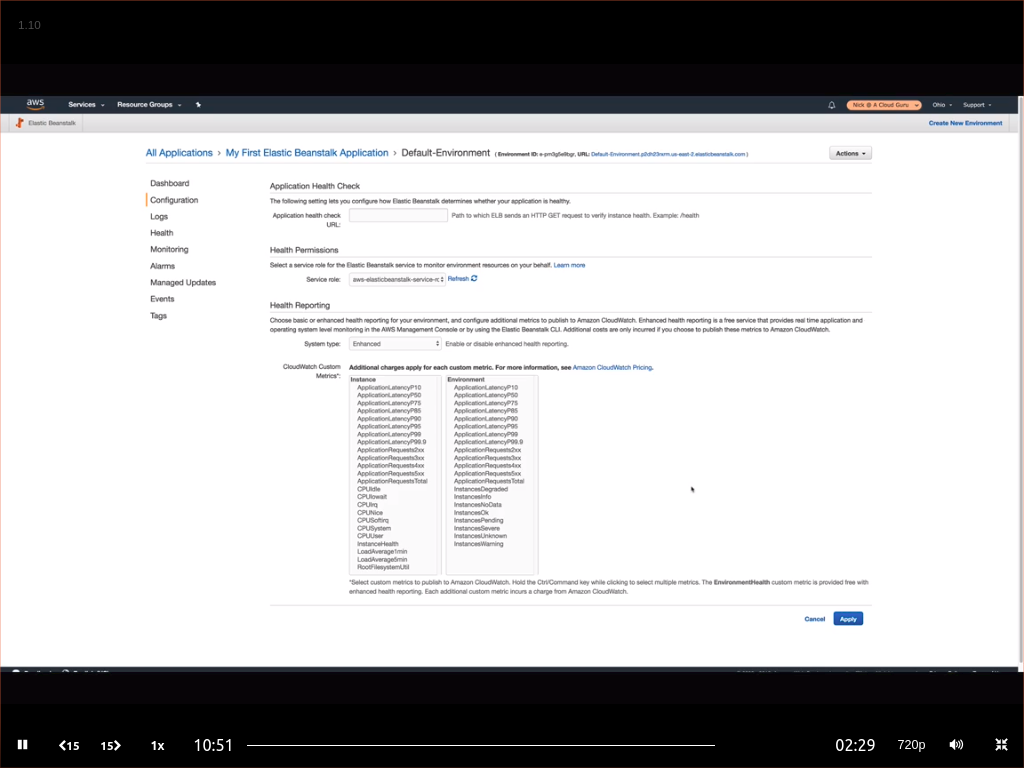 1.10
aws Services Resource Groups Nick @ A Cloud Guru Ohio Support
Elastic Beanstalk Create New Environment
All Applications › My First Elastic Beanstalk Application › Default-Environment ( Environment ID: e-pm3g5e8bgr, URL: Default-Environment.p2dh23nxrm.us-east-2.elasticbeanstalk.com )
Actions
Dashboard
Configuration
Logs
Health
Monitoring
Alarms
Managed Updates
Events
Tags
Application Health Check
The following setting lets you configure how Elastic Beanstalk determines whether your application is healthy.
Application health check URL:
Path to which ELB sends an HTTP GET request to verify instance health. Example: /health
Health Permissions
Select a service role for the Elastic Beanstalk service to monitor environment resources on your behalf. Learn more
Service role: aws-elasticbeanstalk-service-rc Refresh
Health Reporting
Choose basic or enhanced health reporting for your environment, and configure additional metrics to publish to Amazon CloudWatch. Enhanced health reporting is a free service that provides real time application and
operating system level monitoring in the AWS Management Console or by using the Elastic Beanstalk CLI. Additional costs are only incurred if you choose to publish these metrics to Amazon CloudWatch.
System type: Enhanced Enable or disable enhanced health reporting.
CloudWatch Custom Metrics*:
Additional charges apply for each custom metric. For more information, see Amazon CloudWatch Pricing.
Instance
ApplicationLatencyP10
ApplicationLatencyP50
ApplicationLatencyP75
ApplicationLatencyP85
ApplicationLatencyP90
ApplicationLatencyP95
ApplicationLatencyP99
ApplicationLatencyP99.9
ApplicationRequests2xx
ApplicationRequests3xx
ApplicationRequests4xx
ApplicationRequests5xx
ApplicationRequestsTotal
CPUIdle
CPUIowait
CPUIrq
CPUNice
CPUSoftirq
CPUSystem
CPUUser
InstanceHealth
LoadAverage1min
LoadAverage5min
RootFilesystemUtil
Environment
ApplicationLatencyP10
ApplicationLatencyP50
ApplicationLatencyP75
ApplicationLatencyP85
ApplicationLatencyP90
ApplicationLatencyP95
ApplicationLatencyP99
ApplicationLatencyP99.9
ApplicationRequests2xx
ApplicationRequests3xx
ApplicationRequests4xx
ApplicationRequests5xx
ApplicationRequestsTotal
InstancesDegraded
InstancesInfo
InstancesNoData
InstancesOk
InstancesPending
InstancesSevere
InstancesUnknown
InstancesWarning
*Select custom metrics to publish to Amazon CloudWatch. Hold the Ctrl/Command key while clicking to select multiple metrics. The EnvironmentHealth custom metric is provided free with
enhanced health reporting. Each additional custom metric incurs a charge from Amazon CloudWatch.
Cancel Apply
15 15 1x 10:51 02:29 720p